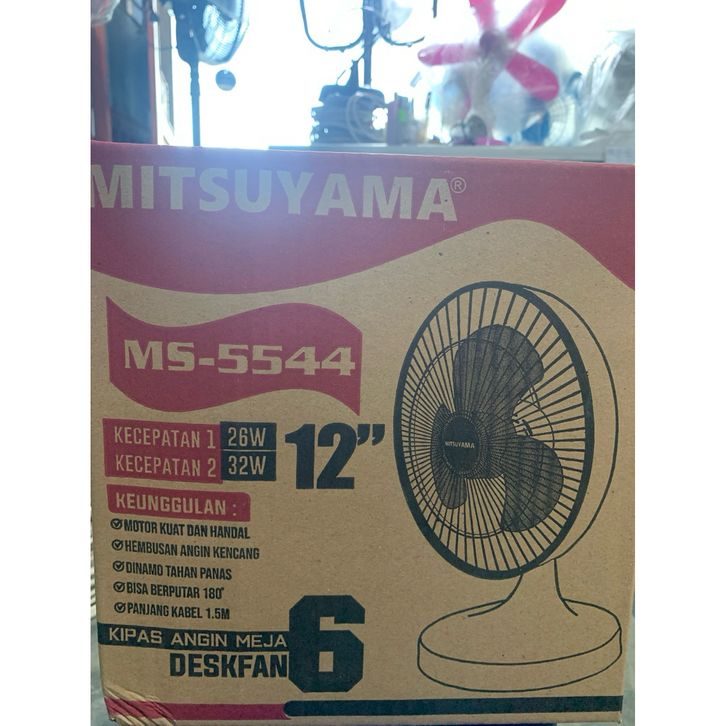 MITSUYAMA®
MS-5544
KECEPATAN 1 26W
KECEPATAN 2 32W
12"
KEUNGGULAN :
MOTOR KUAT DAN HANDAL
HEMBUSAN ANGIN KENCANG
DINAMO TAHAN PANAS
BISA BERPUTAR 180°
PANJANG KABEL 1.5M
KIPAS ANGIN MEJA
DESKFAN
6
MITSUYAMA